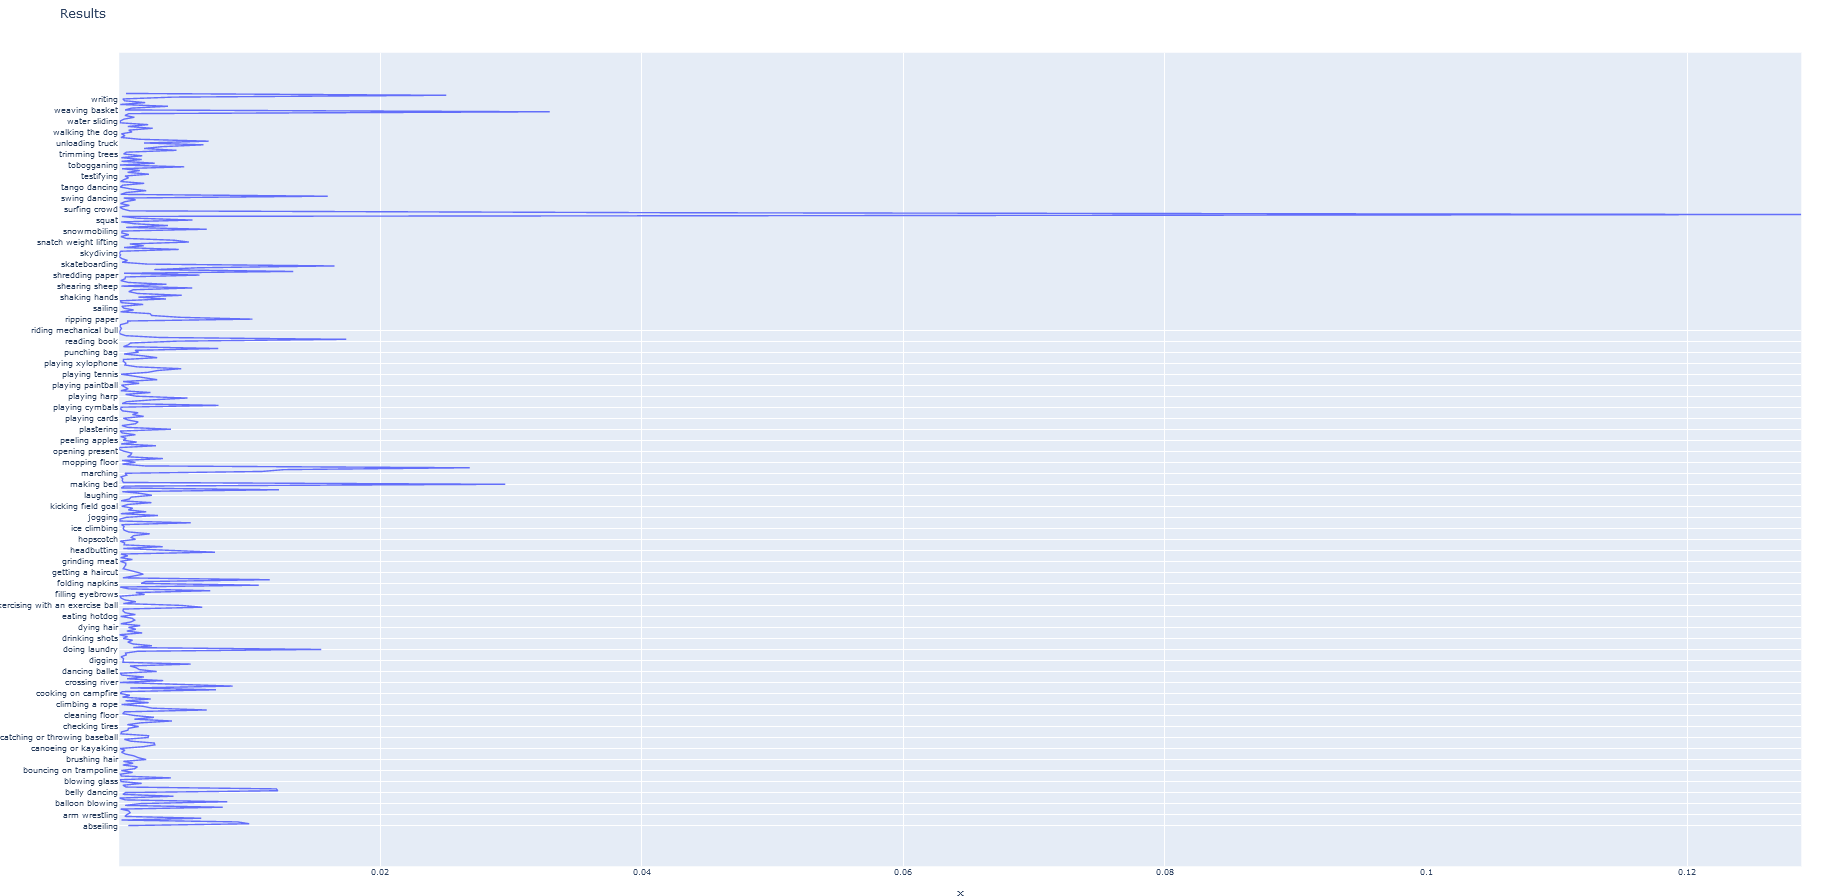 Results
writing
weaving basket
water sliding
walking the dog
unloading truck
trimming trees
tobogganing
testifying
tango dancing
swing dancing
surfing crowd
squat
snowmobiling
snatch weight lifting
skydiving
skateboarding
shredding paper
shearing sheep
shaking hands
sailing
ripping paper
riding mechanical bull
reading book
punching bag
playing xylophone
playing tennis
playing paintball
playing harp
playing cymbals
playing cards
plastering
peeling apples
opening present
mopping floor
marching
making bed
laughing
kicking field goal
jogging
ice climbing
hopscotch
headbutting
grinding meat
getting a haircut
folding napkins
filling eyebrows
ercising with an exercise ball
eating hotdog
dying hair
drinking shots
doing laundry
digging
dancing ballet
crossing river
cooking on campfire
climbing a rope
cleaning floor
checking tires
catching or throwing baseball
canoeing or kayaking
brushing hair
bouncing on trampoline
blowing glass
belly dancing
balloon blowing
arm wrestling
abseiling
0.02 0.04 0.06 0.08 0.1 0.12
x